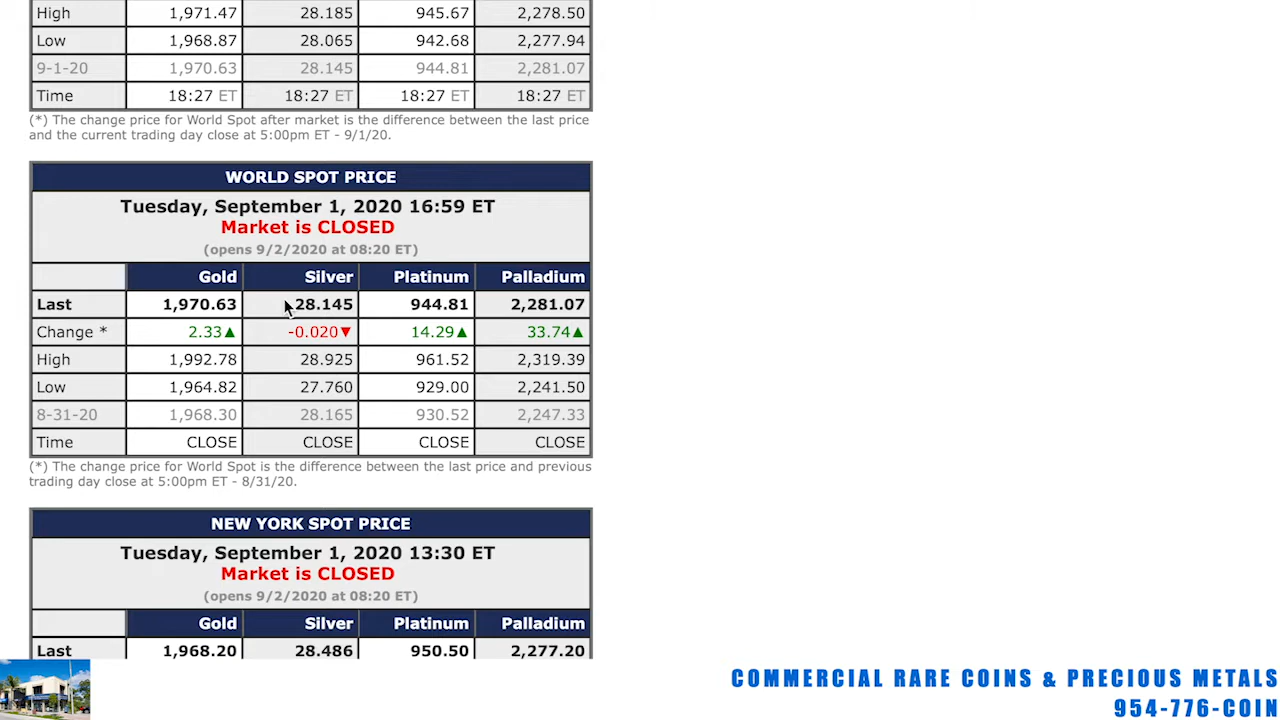 High 1,971.47 28.185 945.67 2,278.50
Low 1,968.87 28.065 942.68 2,277.94
9-1-20 1,970.63 28.145 944.81 2,281.07
Time 18:27 ET 18:27 ET 18:27 ET 18:27 ET
(*) The change price for World Spot after market is the difference between the last price
and the current trading day close at 5:00pm ET - 9/1/20.
WORLD SPOT PRICE
Tuesday, September 1, 2020 16:59 ET
Market is CLOSED
(opens 9/2/2020 at 08:20 ET)
Gold Silver Platinum Palladium
Last 1,970.63 28.145 944.81 2,281.07
Change * 2.33▲ -0.020▼ 14.29▲ 33.74▲
High 1,992.78 28.925 961.52 2,319.39
Low 1,964.82 27.760 929.00 2,241.50
8-31-20 1,968.30 28.165 930.52 2,247.33
Time CLOSE CLOSE CLOSE CLOSE
(*) The change price for World Spot is the difference between the last price and previous
trading day close at 5:00pm ET - 8/31/20.
NEW YORK SPOT PRICE
Tuesday, September 1, 2020 13:30 ET
Market is CLOSED
(opens 9/2/2020 at 08:20 ET)
Gold Silver Platinum Palladium
Last 1,968.20 28.486 950.50 2,277.20
COMMERCIAL RARE COINS & PRECIOUS METALS
954-776-COIN